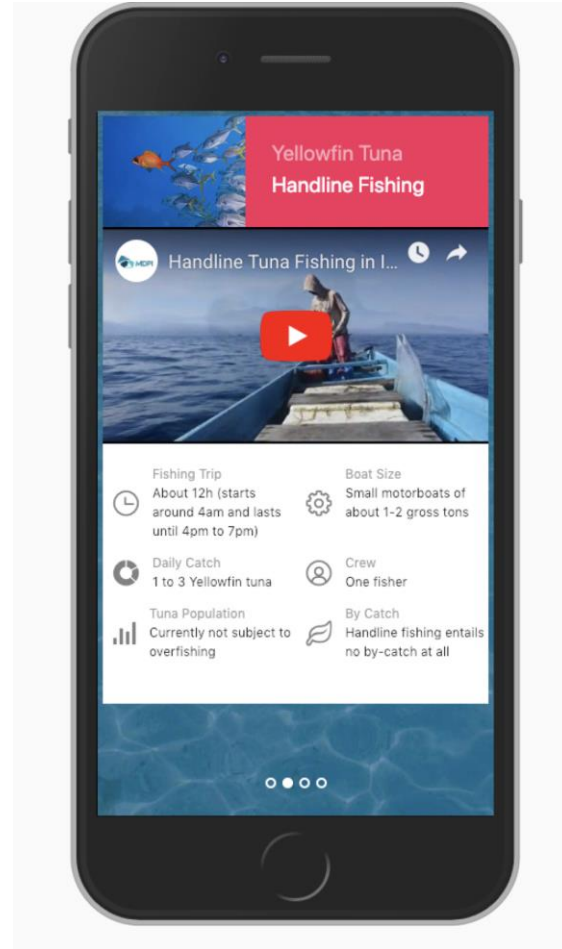 Yellowfin Tuna
Handline Fishing
MDPI
Handline Tuna Fishing in I...
Fishing Trip
About 12h (starts
around 4am and lasts
until 4pm to 7pm)
Boat Size
Small motorboats of
about 1-2 gross tons
Daily Catch
1 to 3 Yellowfin tuna
Crew
One fisher
Tuna Population
Currently not subject to
overfishing
By Catch
Handline fishing entails
no by-catch at all